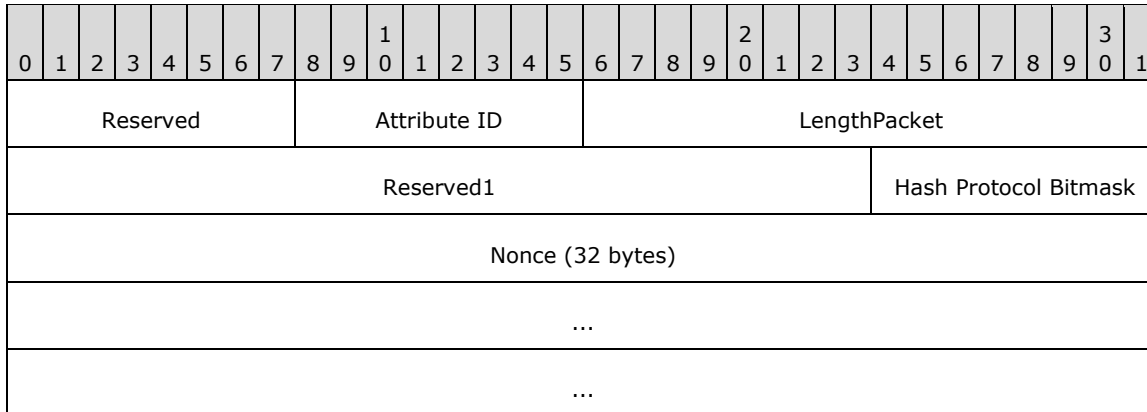 1 2 3
0 1 2 3 4 5 6 7 8 9 0 1 2 3 4 5 6 7 8 9 0 1 2 3 4 5 6 7 8 9 0 1
Reserved Attribute ID LengthPacket
Reserved1 Hash Protocol Bitmask
Nonce (32 bytes)
...
...